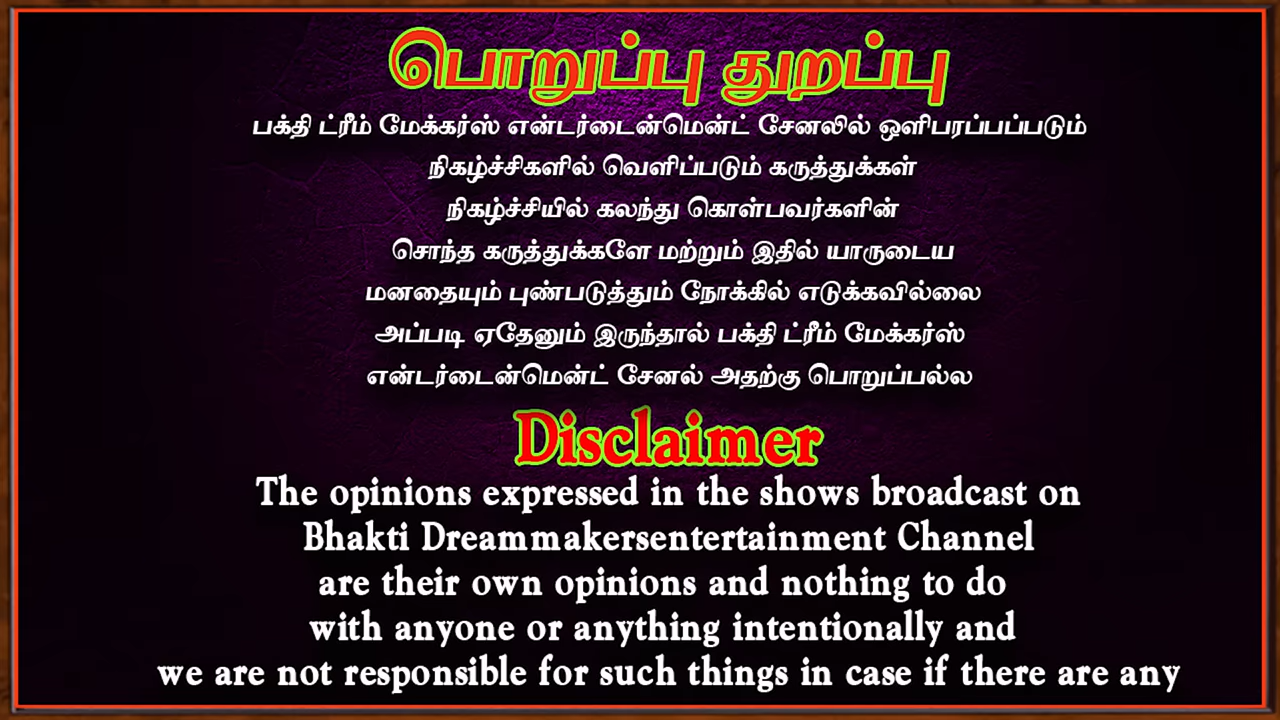 பொறுப்பு துறப்பு
பக்தி ட்ரீம் மேக்கர்ஸ் என்டர்டைன்மென்ட் சேனலில் ஒளிபரப்பப்படும்
நிகழ்ச்சிகளில் வெளிப்படும் கருத்துக்கள்
நிகழ்ச்சியில் கலந்து கொள்பவர்களின்
சொந்த கருத்துக்களே மற்றும் இதில் யாருடைய
மனதையும் புண்படுத்தும் நோக்கில் எடுக்கவில்லை
அப்படி ஏதேனும் இருந்தால் பக்தி ட்ரீம் மேக்கர்ஸ்
என்டர்டைன்மென்ட் சேனல் அதற்கு பொறுப்பல்ல
Disclaimer
The opinions expressed in the shows broadcast on
Bhakti Dreammakersentertainment Channel
are their own opinions and nothing to do
with anyone or anything intentionally and
we are not responsible for such things in case if there are any